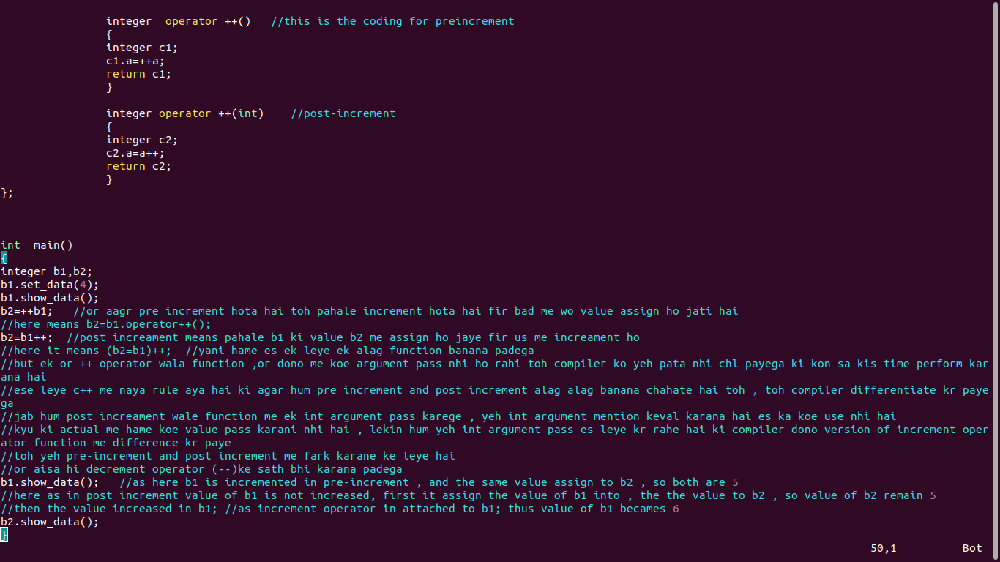 integer  operator ++()   //this is the coding for preincrement
{
integer c1;
c1.a=++a;
return c1;
}
integer operator ++(int)    //post-increment
{
integer c2;
c2.a=a++;
return c2;
}
};
int  main()
{
integer b1,b2;
b1.set_data(4);
b1.show_data();
b2=++b1;   //or aagr pre increment hota hai toh pahale increment hota hai fir bad me wo value assign ho jati hai
//here means b2=b1.operator++();
b2=b1++;  //post increament means pahale b1 ki value b2 me assign ho jaye fir us me increament ho
//here it means (b2=b1)++;  //yani hame es ek leye ek alag function banana padega
//but ek or ++ operator wala function ,or dono me koe argument pass nhi ho rahi toh compiler ko yeh pata nhi chl payega ki kon sa kis time perform kar
ana hai
//ese leye c++ me naya rule aya hai ki agar hum pre increment and post increment alag alag banana chahate hai toh , toh compiler differentiate kr paye
ga
//jab hum post increament wale function me ek int argument pass karege , yeh int argument mention keval karana hai es ka koe use nhi hai
//kyu ki actual me hame koe value pass karani nhi hai , lekin hum yeh int argument pass es leye kr rahe hai ki compiler dono version of increment oper
ator function me difference kr paye
//toh yeh pre-increment and post increment me fark karane ke leye hai
//or aisa hi decrement operator (--)ke sath bhi karana padega
b1.show_data();   //as here b1 is incremented in pre-increment , and the same value assign to b2 , so both are 5
//here as in post increment value of b1 is not increased, first it assign the value of b1 into , the the value to b2 , so value of b2 remain 5
//then the value increased in b1; //as increment operator in attached to b1; thus value of b1 becames 6
b2.show_data();
}
50,1          Bot